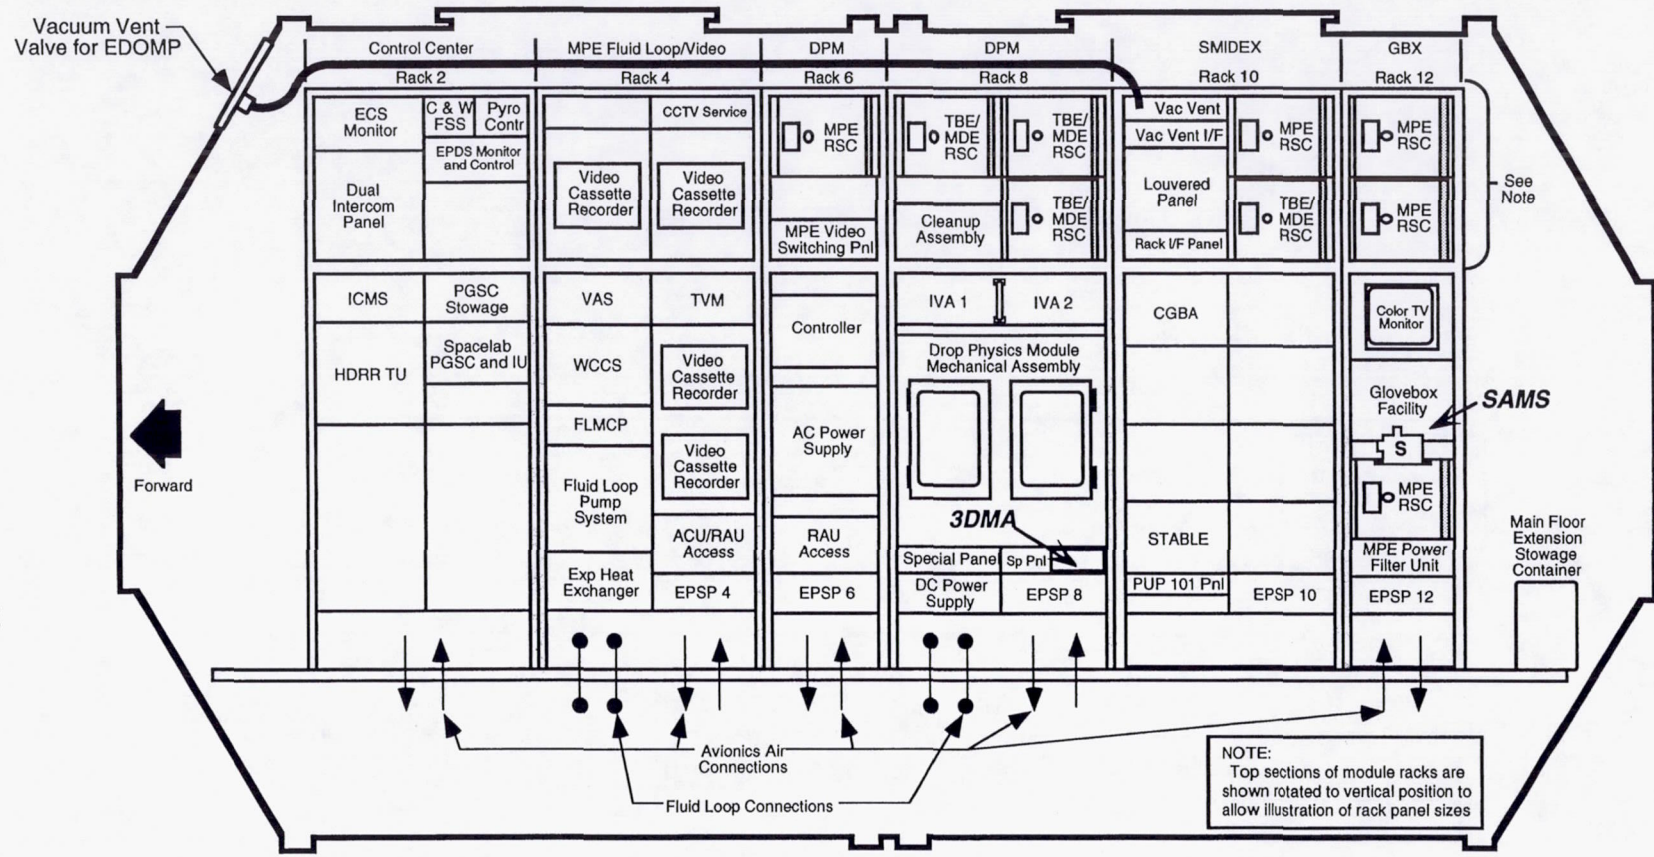 Vacuum Vent
Valve for EDOMP
Control Center
MPE Fluid Loop/Video
DPM
DPM
SMIDEX
GBX
Rack 2
Rack 4
Rack 6
Rack 8
Rack 10
Rack 12
ECS
Monitor
C & W
FSS
Pyro
Contr
EPDS Monitor
and Control
Dual
Intercom
Panel
ICMS
PGSC
Stowage
HDRR TU
Spacelab
PGSC and IU
CCTV Service
Video
Cassette
Recorder
Video
Cassette
Recorder
VAS
TVM
WCCS
Video
Cassette
Recorder
FLMCP
Video
Cassette
Recorder
Fluid Loop
Pump
System
ACU/RAU
Access
Exp Heat
Exchanger
EPSP 4
MPE
RSC
MPE Video
Switching Pnl
Controller
AC Power
Supply
RAU
Access
EPSP 6
TBE/
MDE
RSC
TBE/
MDE
RSC
Cleanup
Assembly
TBE/
MDE
RSC
IVA 1
IVA 2
Drop Physics Module
Mechanical Assembly
3DMA
Special Panel
Sp Pnl
DC Power
Supply
EPSP 8
Vac Vent
Vac Vent I/F
Louvered
Panel
Rack I/F Panel
MPE
RSC
TBE/
MDE
RSC
CGBA
STABLE
PUP 101 Pnl
EPSP 10
MPE
RSC
MPE
RSC
See
Note
Color TV
Monitor
Glovebox
Facility
SAMS
S
MPE
RSC
MPE Power
Filter Unit
EPSP 12
Forward
Main Floor
Extension
Stowage
Container
Avionics Air
Connections
Fluid Loop Connections
NOTE:
Top sections of module racks are
shown rotated to vertical position to
allow illustration of rack panel sizes